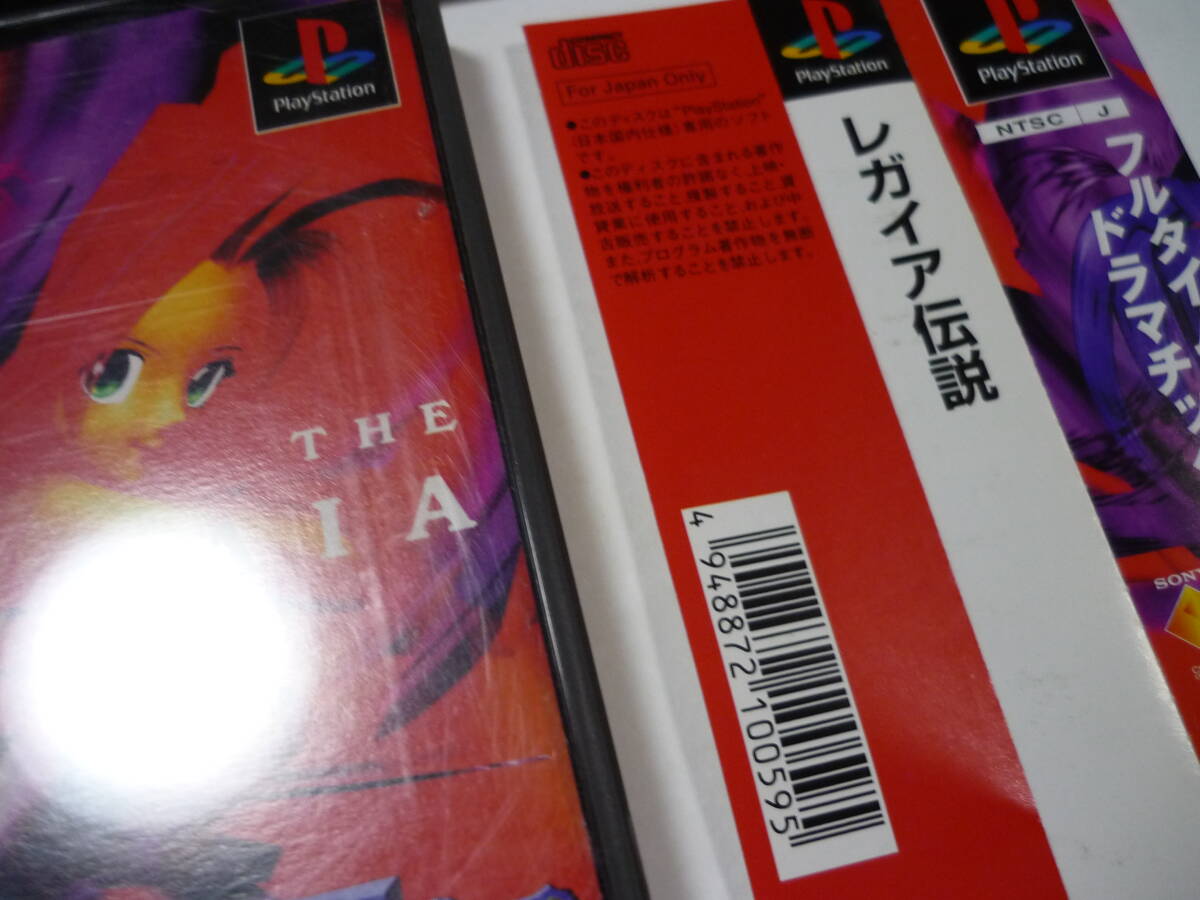 PlayStation
THE
IA
COMPACT
disc
For Japan Only
●このディスクは"PlayStation"
(日本国内仕様)専用のソフト
です。
●このディスクに含まれる著作
物を権利者の許諾なく、上映・
放送すること、複製すること、賃
貸業に使用すること、および中
古販売することを禁止します。
また、プログラム著作物を無断
で解析することを禁止します。
4 948872 100595
PlayStation
レガイア伝説
PlayStation
NTSC J
フルタイ
ドラマチッ
SONY